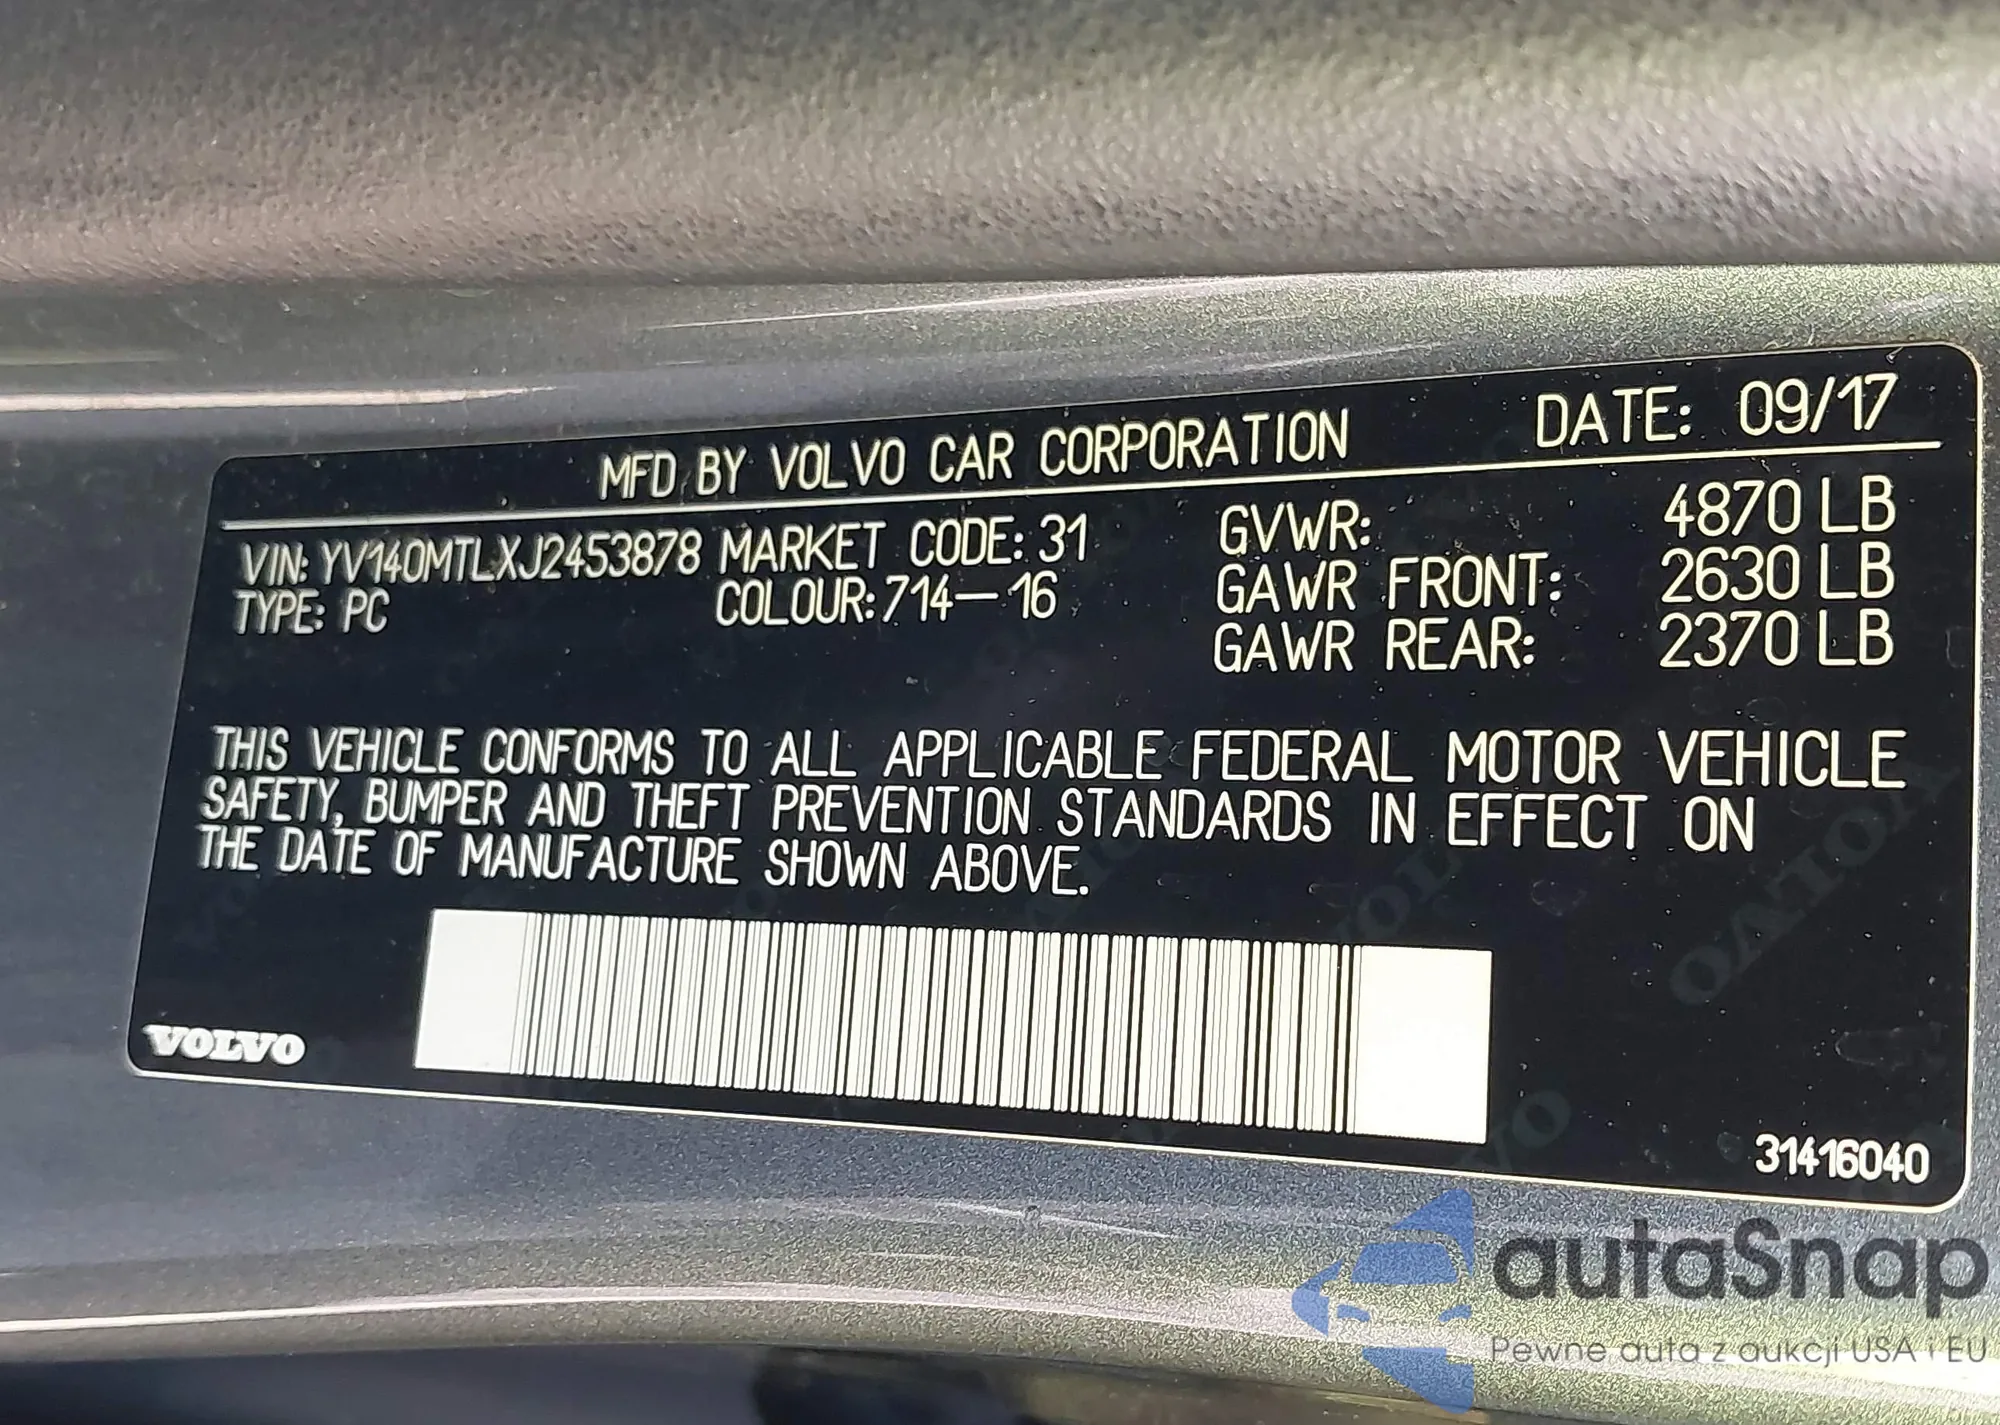 MFD BY VOLVO CAR CORPORATION DATE: 09/17
VIN: YV140MTLXJ2453878 MARKET CODE: 31 GVWR: 4870 LB
TYPE: PC COLOUR: 714-16 GAWR FRONT: 2630 LB
GAWR REAR: 2370 LB
THIS VEHICLE CONFORMS TO ALL APPLICABLE FEDERAL MOTOR VEHICLE
SAFETY, BUMPER AND THEFT PREVENTION STANDARDS IN EFFECT ON
THE DATE OF MANUFACTURE SHOWN ABOVE.
VOLVO
31416040
autaSnap
Pewne auta z aukcji USA i EU